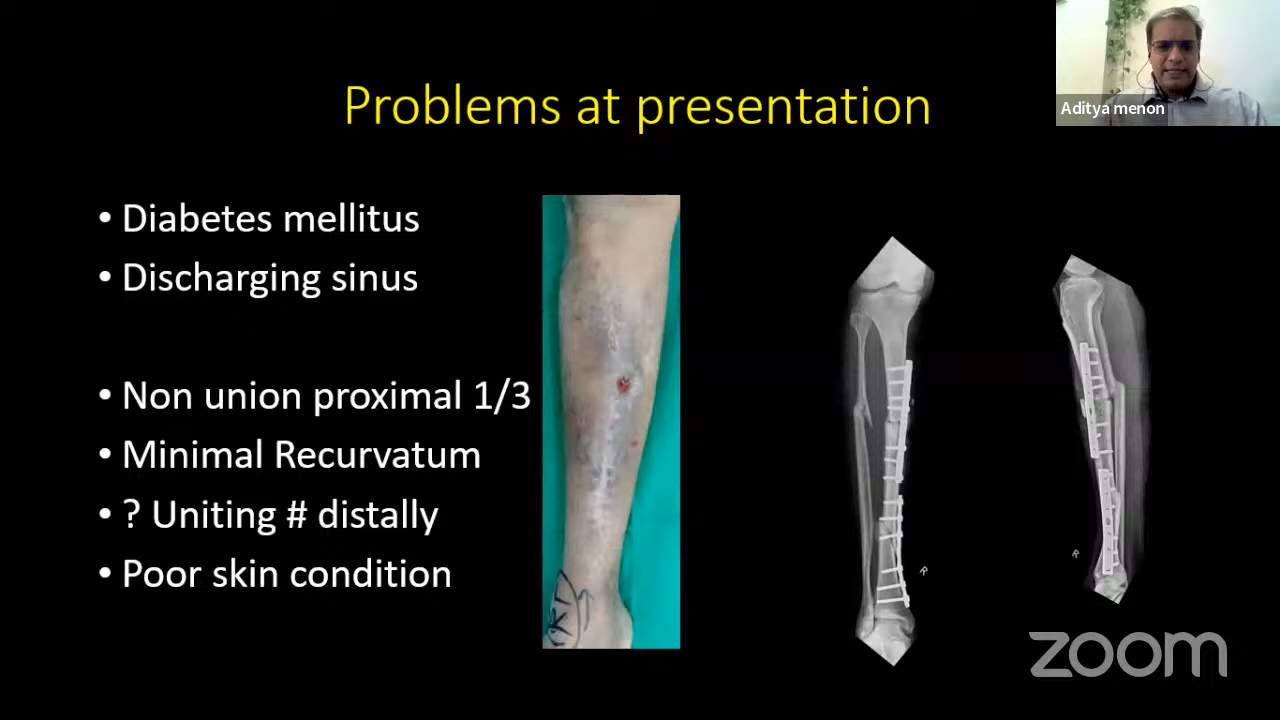 Problems at presentation
Aditya menon
• Diabetes mellitus
• Discharging sinus
• Non union proximal 1/3
• Minimal Recurvatum
• ? Uniting # distally
• Poor skin condition
(RT)
R
R
zoom